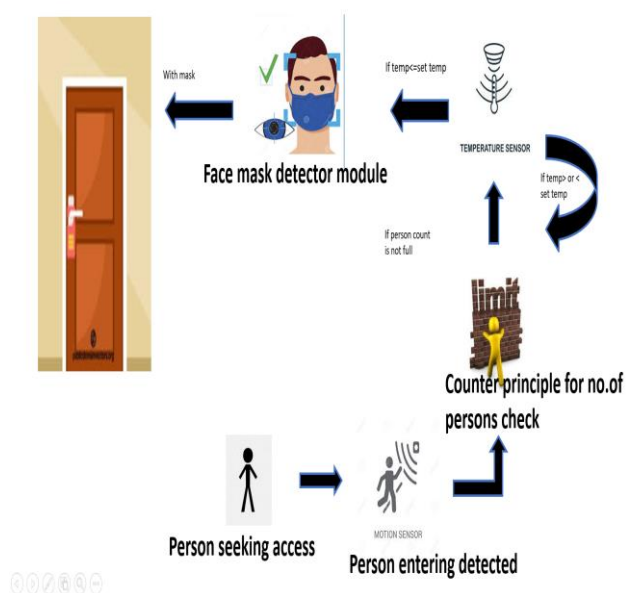 With mask
If temp<=set temp
TEMPERATURE SENSOR
Face mask detector module
If temp> or <
set temp
If person count
is not full
limit
Counter principle for no.of
persons check
MOTION SENSOR
Person seeking access
Person entering detected